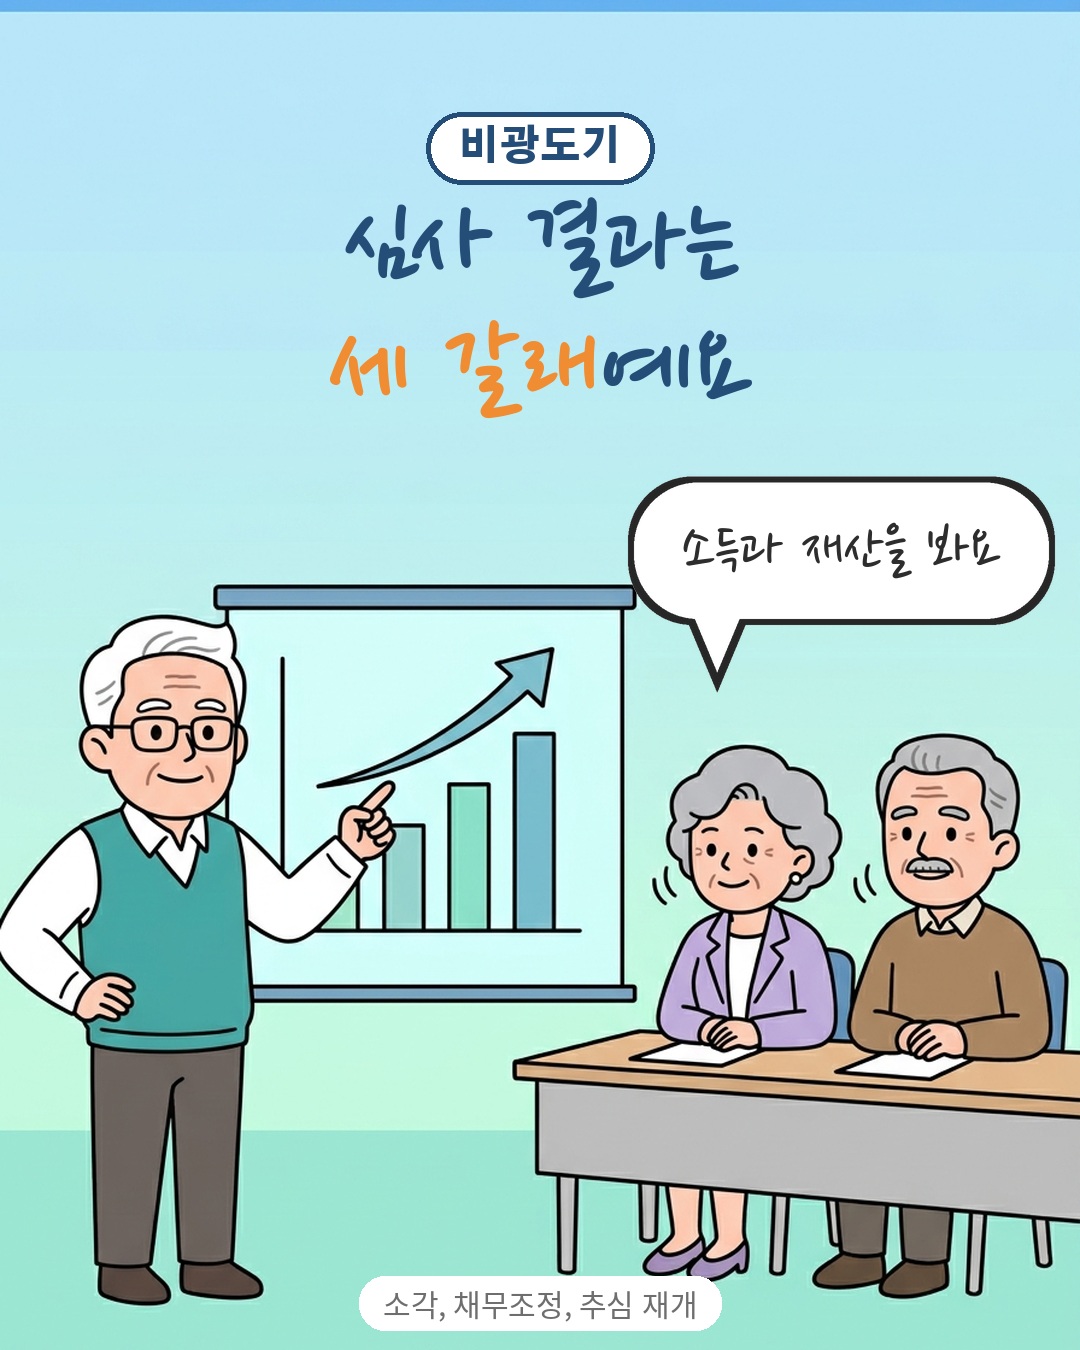 비광도기
심사 결과는
세 갈래예요
소득과 재산을 봐요
소각, 채무조정, 추심 재개